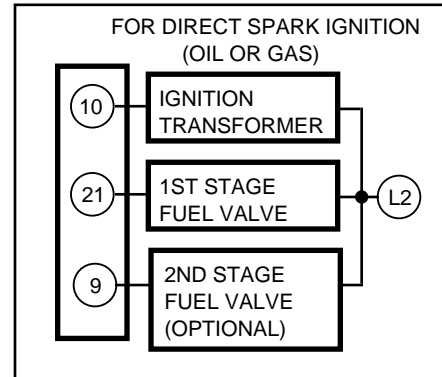 FOR DIRECT SPARK IGNITION
(OIL OR GAS)
10
IGNITION
TRANSFORMER
21
1ST STAGE
FUEL VALVE
L2
9
2ND STAGE
FUEL VALVE
(OPTIONAL)